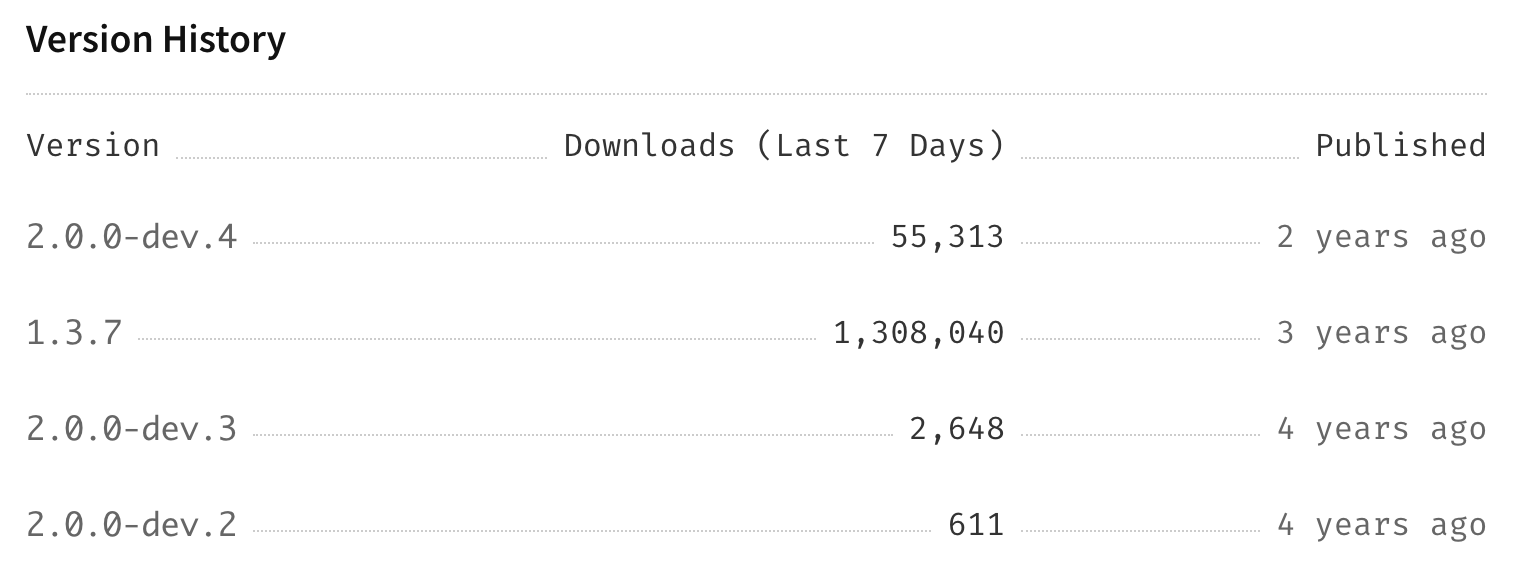 Version History
Version Downloads (Last 7 Days) Published
2.0.0-dev.4 55,313 2 years ago
1.3.7 1,308,040 3 years ago
2.0.0-dev.3 2,648 4 years ago
2.0.0-dev.2 611 4 years ago